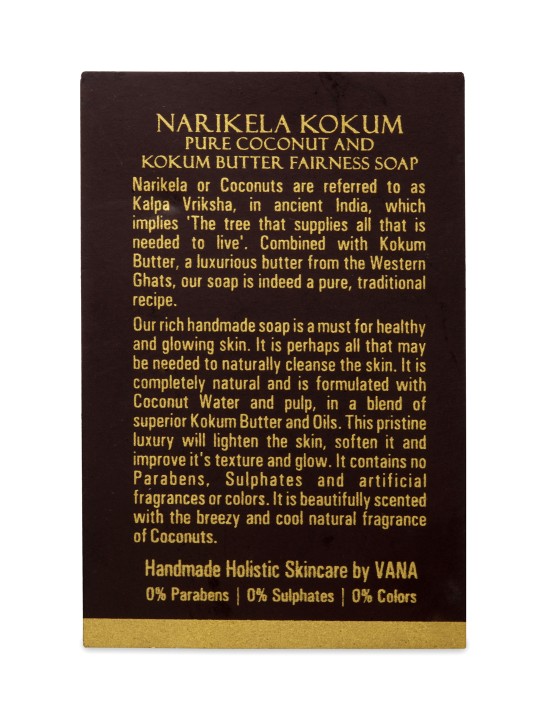 NARIKELA KOKUM
PURE COCONUT AND
KOKUM BUTTER FAIRNESS SOAP
Narikela or Coconuts are referred to as
Kalpa Vriksha, in ancient India, which
implies 'The tree that supplies all that is
needed to live'. Combined with Kokum
Butter, a luxurious butter from the Western
Ghats, our soap is indeed a pure, traditional
recipe.
Our rich handmade soap is a must for healthy
and glowing skin. It is perhaps all that may
be needed to naturally cleanse the skin. It is
completely natural and is formulated with
Coconut Water and pulp, in a blend of
superior Kokum Butter and Oils. This pristine
luxury will lighten the skin, soften it and
improve it's texture and glow. It contains no
Parabens, Sulphates and artificial
fragrances or colors. It is beautifully scented
with the breezy and cool natural fragrance
of Coconuts.
Handmade Holistic Skincare by VANA
0% Parabens | 0% Sulphates | 0% Colors